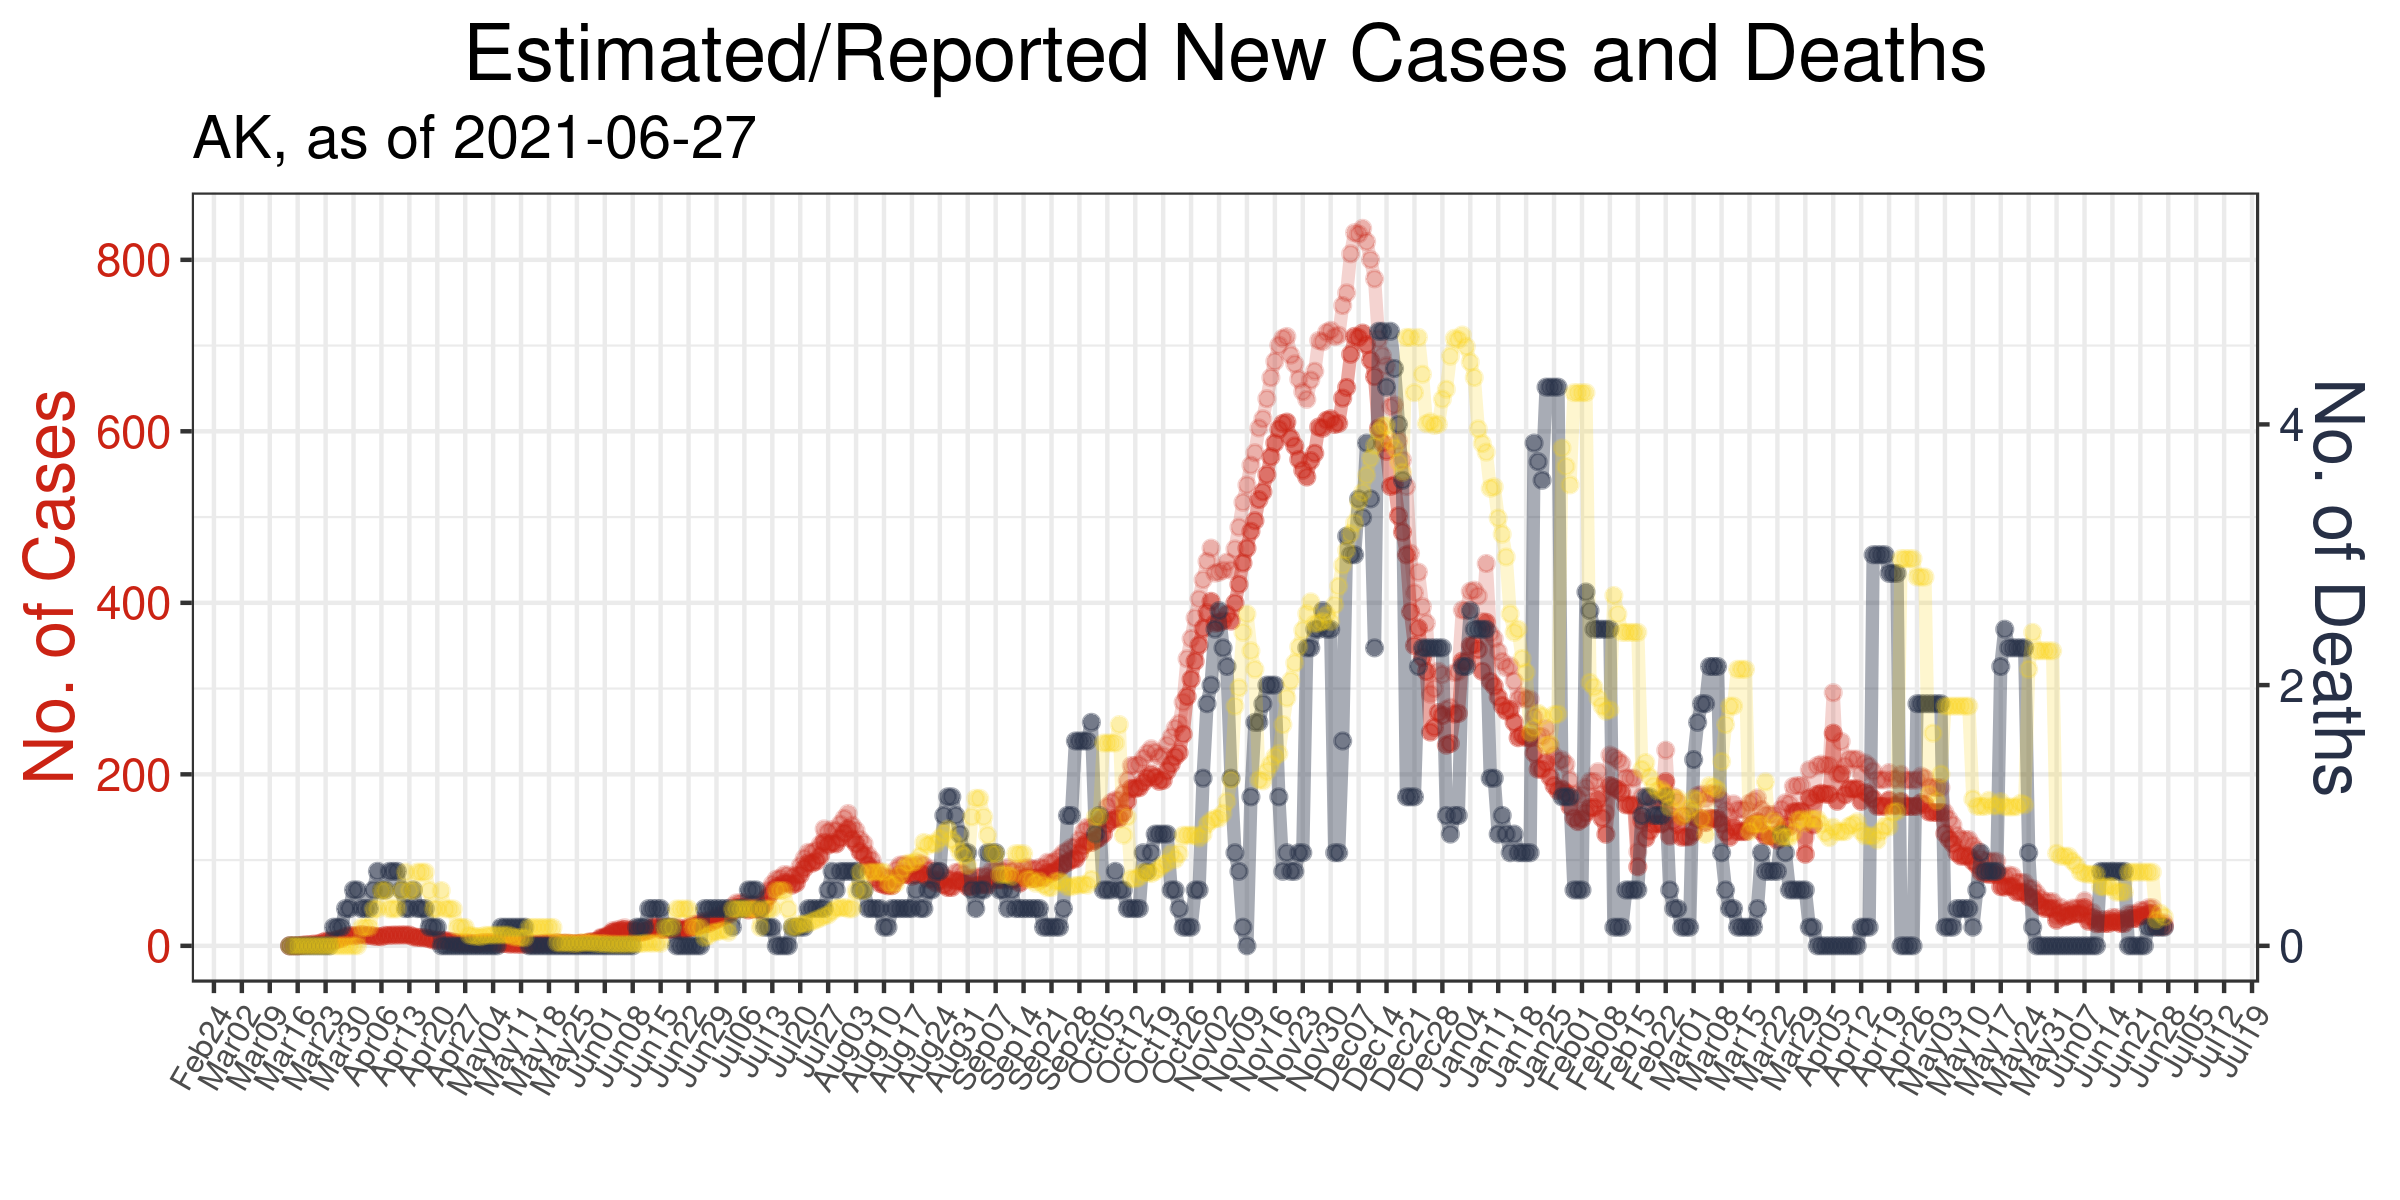 Estimated/Reported New Cases and Deaths
AK, as of 2021-06-27
No. of Cases
800
600
400
200
0
4
2
0
No. of Deaths
Feb24
Mar02
Mar09
Mar16
Mar23
Mar30
Apr06
Apr13
Apr20
Apr27
May04
May11
May18
May25
Jun01
Jun08
Jun15
Jun22
Jun29
Jul06
Jul13
Jul20
Jul27
Aug03
Aug10
Aug17
Aug24
Aug31
Sep07
Sep14
Sep21
Sep28
Oct05
Oct12
Oct19
Oct26
Nov02
Nov09
Nov16
Nov23
Nov30
Dec07
Dec14
Dec21
Dec28
Jan04
Jan11
Jan18
Jan25
Feb01
Feb08
Feb15
Feb22
Mar01
Mar08
Mar15
Mar22
Mar29
Apr05
Apr12
Apr19
Apr26
May03
May10
May17
May24
May31
Jun07
Jun14
Jun21
Jun28
Jul05
Jul12
Jul19